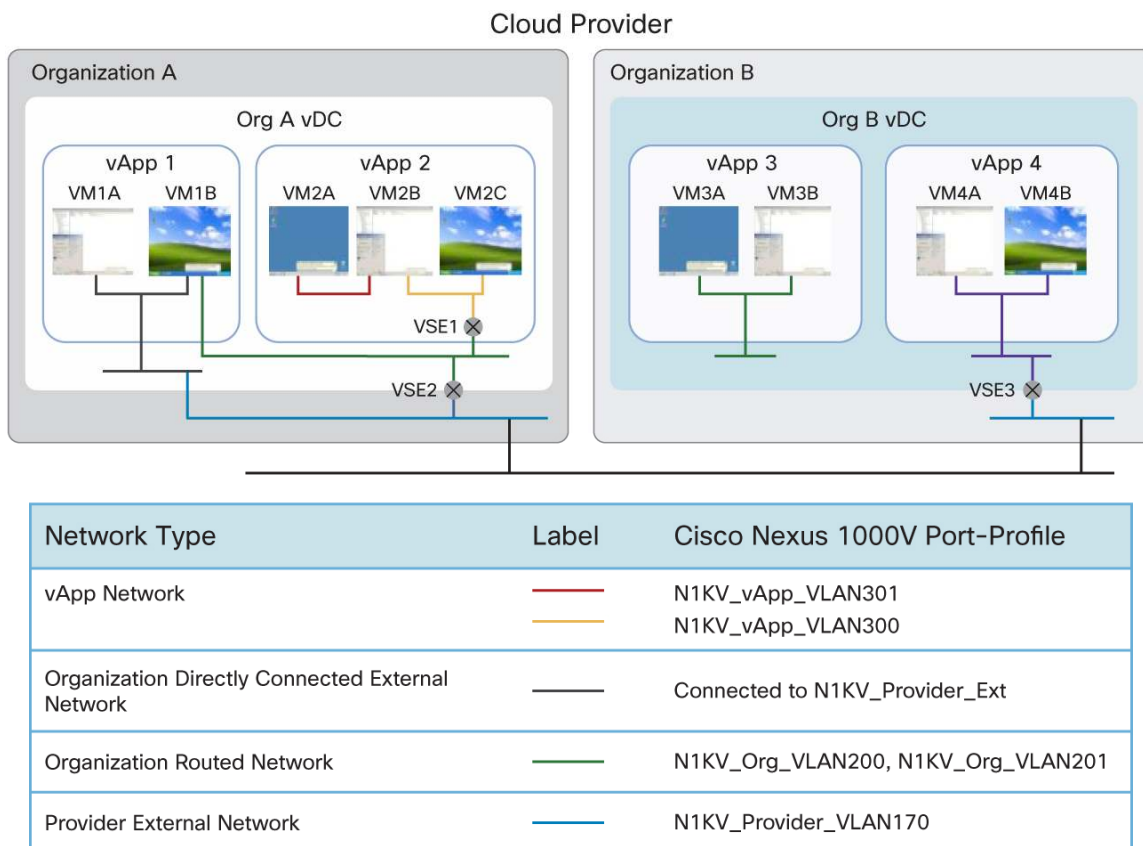 Cloud Provider
Organization A
Organization B
Org A vDC
Org B vDC
vApp 1
vApp 2
vApp 3
vApp 4
VM1A
VM1B
VM2A
VM2B
VM2C
VM3A
VM3B
VM4A
VM4B
VSE1
VSE2
VSE3
Network Type
Label
Cisco Nexus 1000V Port-Profile
vApp Network
N1KV_vApp_VLAN301
N1KV_vApp_VLAN300
Organization Directly Connected External
Network
Connected to N1KV_Provider_Ext
Organization Routed Network
N1KV_Org_VLAN200, N1KV_Org_VLAN201
Provider External Network
N1KV_Provider_VLAN170